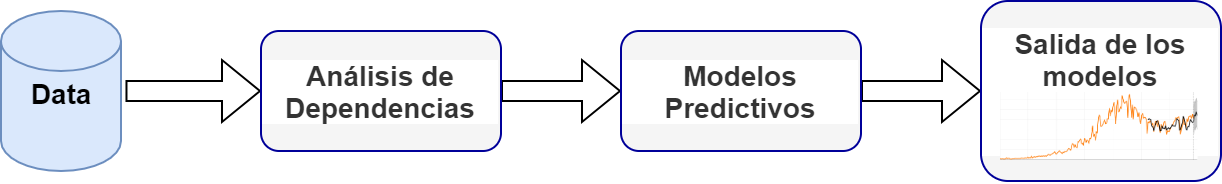 Data
Análisis de
Dependencias
Modelos
Predictivos
Salida de los
modelos